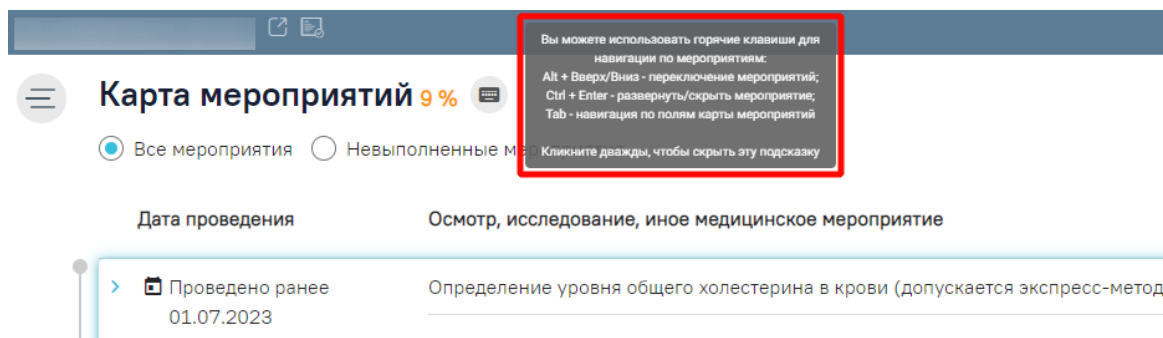 Вы можете использовать горячие клавиши для
навигации по мероприятиям:
Alt + Вверх/Вниз - переключение мероприятий;
Ctrl + Enter - развернуть/скрыть мероприятие;
Tab - навигация по полям карты мероприятий
Кликните дважды, чтобы скрыть эту подсказку
Карта мероприятий 9 %
Все мероприятия Невыполненные
Дата проведения Осмотр, исследование, иное медицинское мероприятие
Проведено ранее Определение уровня общего холестерина в крови (допускается экспресс-метод
01.07.2023